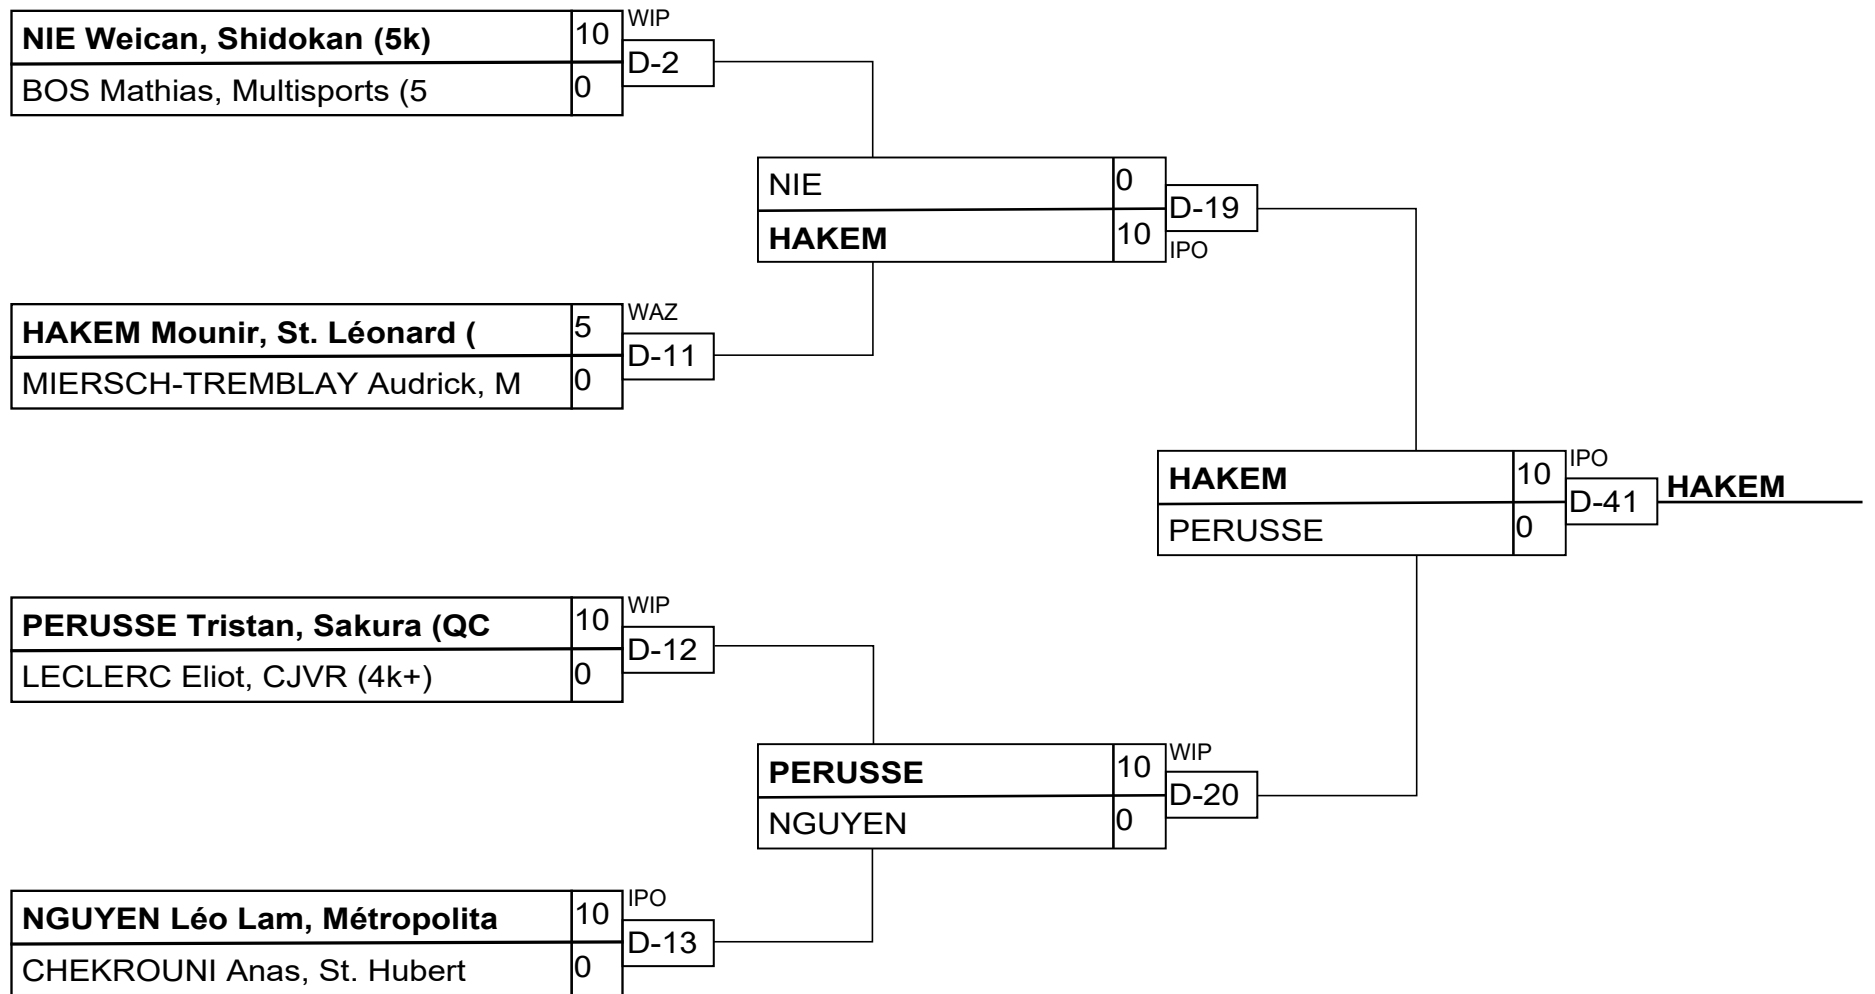 NIE Weican, Shidokan (5k) 10 WIP
D-2
BOS Mathias, Multisports (5 0
NIE 0
D-19
HAKEM 10 IPO
HAKEM Mounir, St. Léonard ( 5 WAZ
D-11
MIERSCH-TREMBLAY Audrick, M 0
HAKEM 10 IPO
D-41 HAKEM
PERUSSE 0
PERUSSE Tristan, Sakura (QC 10 WIP
D-12
LECLERC Eliot, CJVR (4k+) 0
PERUSSE 10 WIP
D-20
NGUYEN 0
NGUYEN Léo Lam, Métropolita 10 IPO
D-13
CHEKROUNI Anas, St. Hubert 0